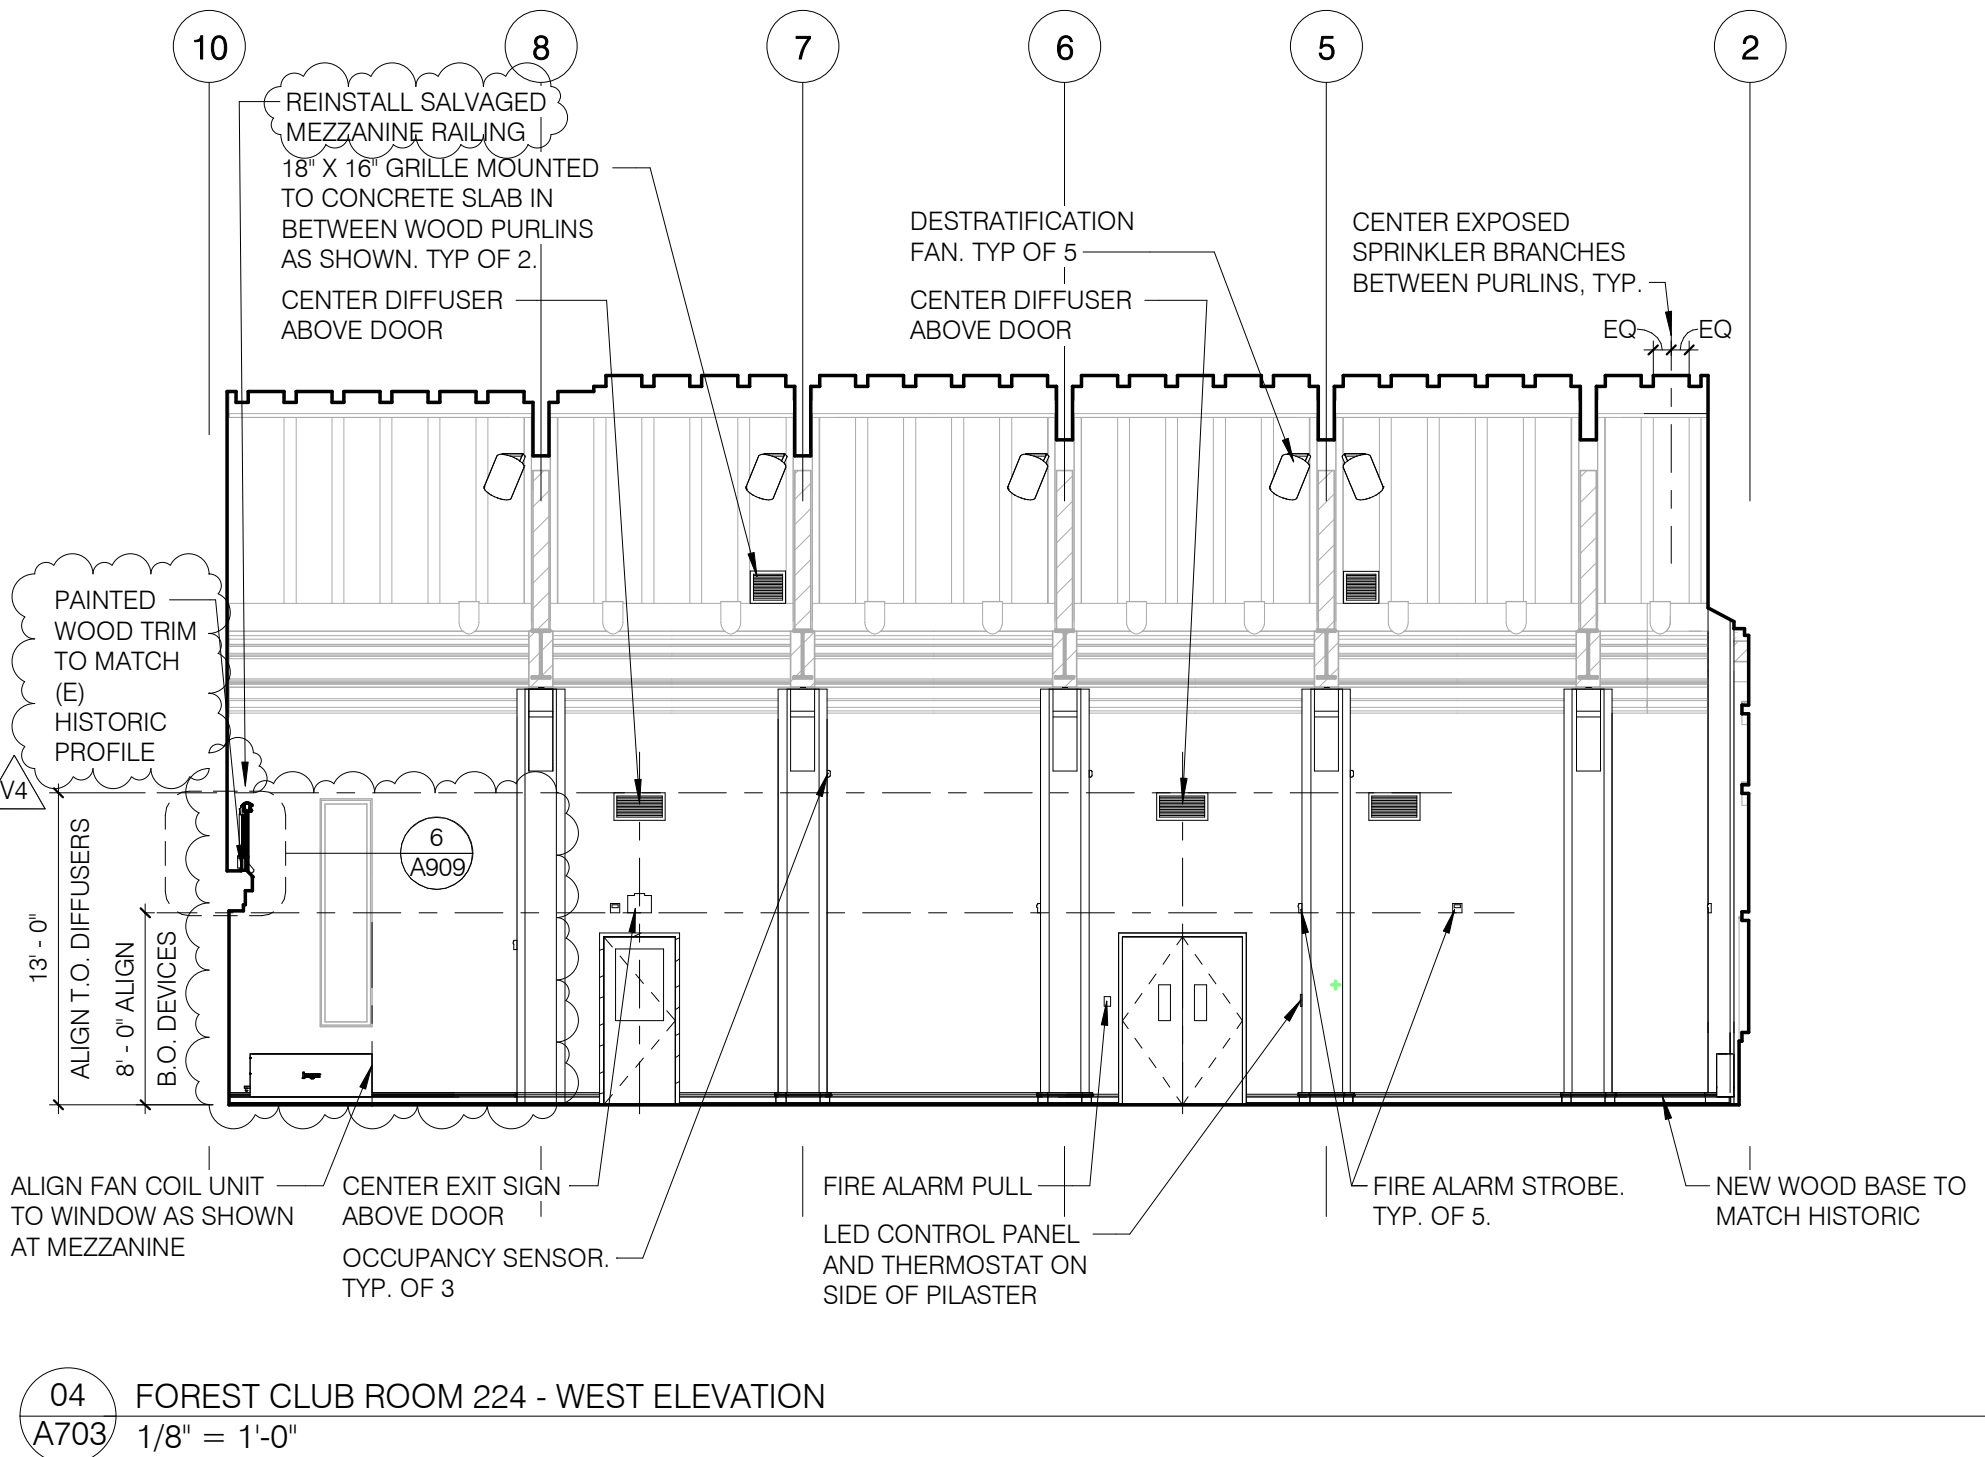 10
8
7
6
5
2
REINSTALL SALVAGED
MEZZANINE RAILING
18" X 16" GRILLE MOUNTED
TO CONCRETE SLAB IN
BETWEEN WOOD PURLINS
AS SHOWN. TYP OF 2.
CENTER DIFFUSER
ABOVE DOOR
DESTRATIFICATION
FAN. TYP OF 5
CENTER DIFFUSER
ABOVE DOOR
CENTER EXPOSED
SPRINKLER BRANCHES
BETWEEN PURLINS, TYP.
EQ
EQ
PAINTED
WOOD TRIM
TO MATCH
(E)
HISTORIC
PROFILE
V4
13' - 0"
ALIGN T.O. DIFFUSERS
8' - 0" ALIGN
B.O. DEVICES
6
A909
ALIGN FAN COIL UNIT
TO WINDOW AS SHOWN
AT MEZZANINE
CENTER EXIT SIGN
ABOVE DOOR
OCCUPANCY SENSOR.
TYP. OF 3
FIRE ALARM PULL
LED CONTROL PANEL
AND THERMOSTAT ON
SIDE OF PILASTER
FIRE ALARM STROBE.
TYP. OF 5.
NEW WOOD BASE TO
MATCH HISTORIC
04
A703
FOREST CLUB ROOM 224 - WEST ELEVATION
1/8" = 1'-0"